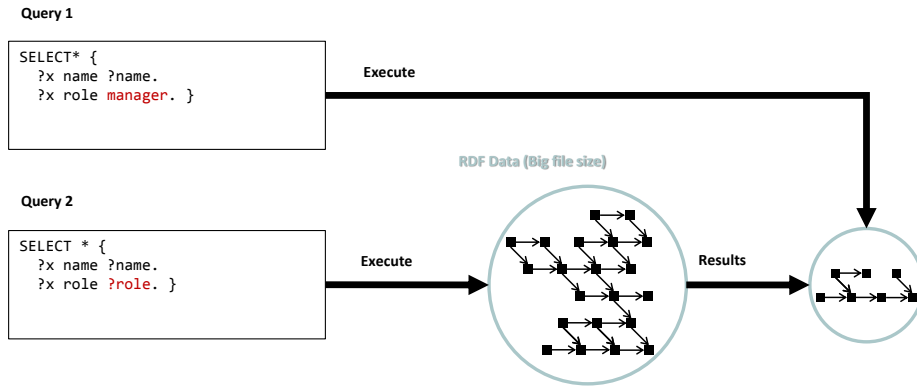 Query 1
SELECT* {
?x name ?name.
?x role manager. }
Execute
RDF Data (Big file size)
Query 2
SELECT * {
?x name ?name.
?x role ?role. }
Execute
Results